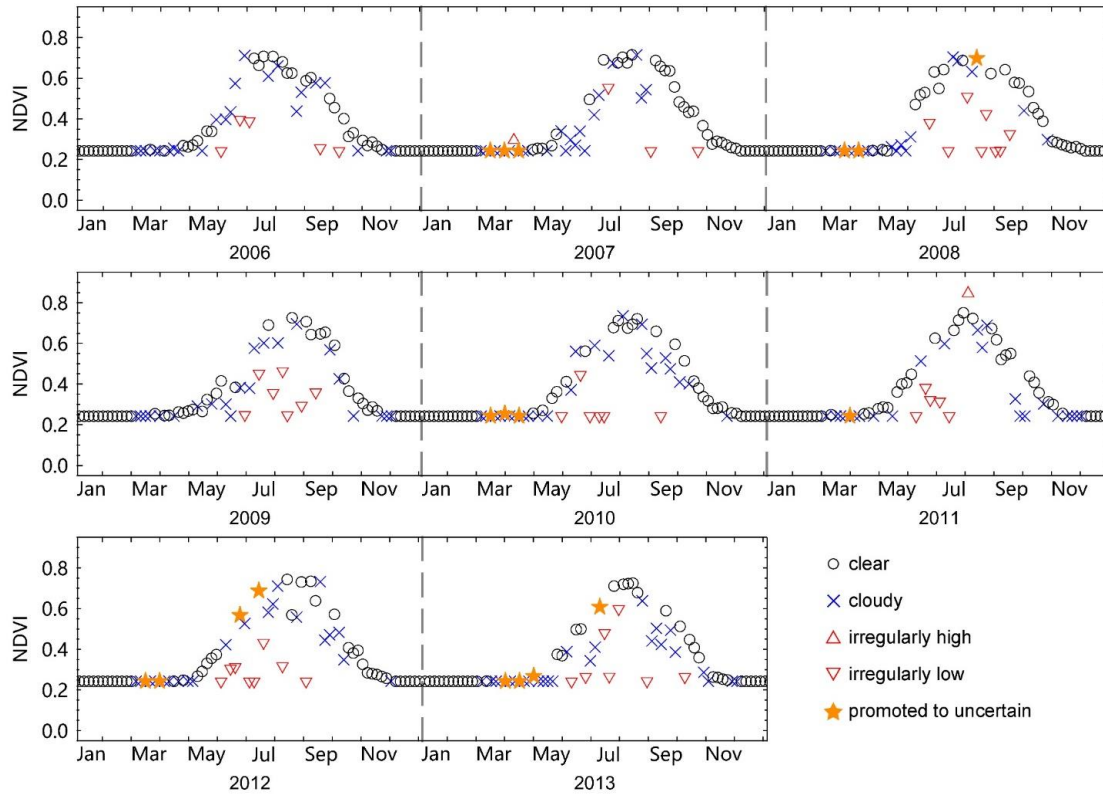 NDVI
0.8
0.6
0.4
0.2
0.0
Jan Mar May Jul Sep Nov Jan Mar May Jul Sep Nov Jan Mar May Jul Sep Nov
2006 2007 2008
NDVI
0.8
0.6
0.4
0.2
0.0
Jan Mar May Jul Sep Nov Jan Mar May Jul Sep Nov Jan Mar May Jul Sep Nov
2009 2010 2011
NDVI
0.8
0.6
0.4
0.2
0.0
Jan Mar May Jul Sep Nov Jan Mar May Jul Sep Nov
2012 2013
clear
cloudy
irregularly high
irregularly low
promoted to uncertain